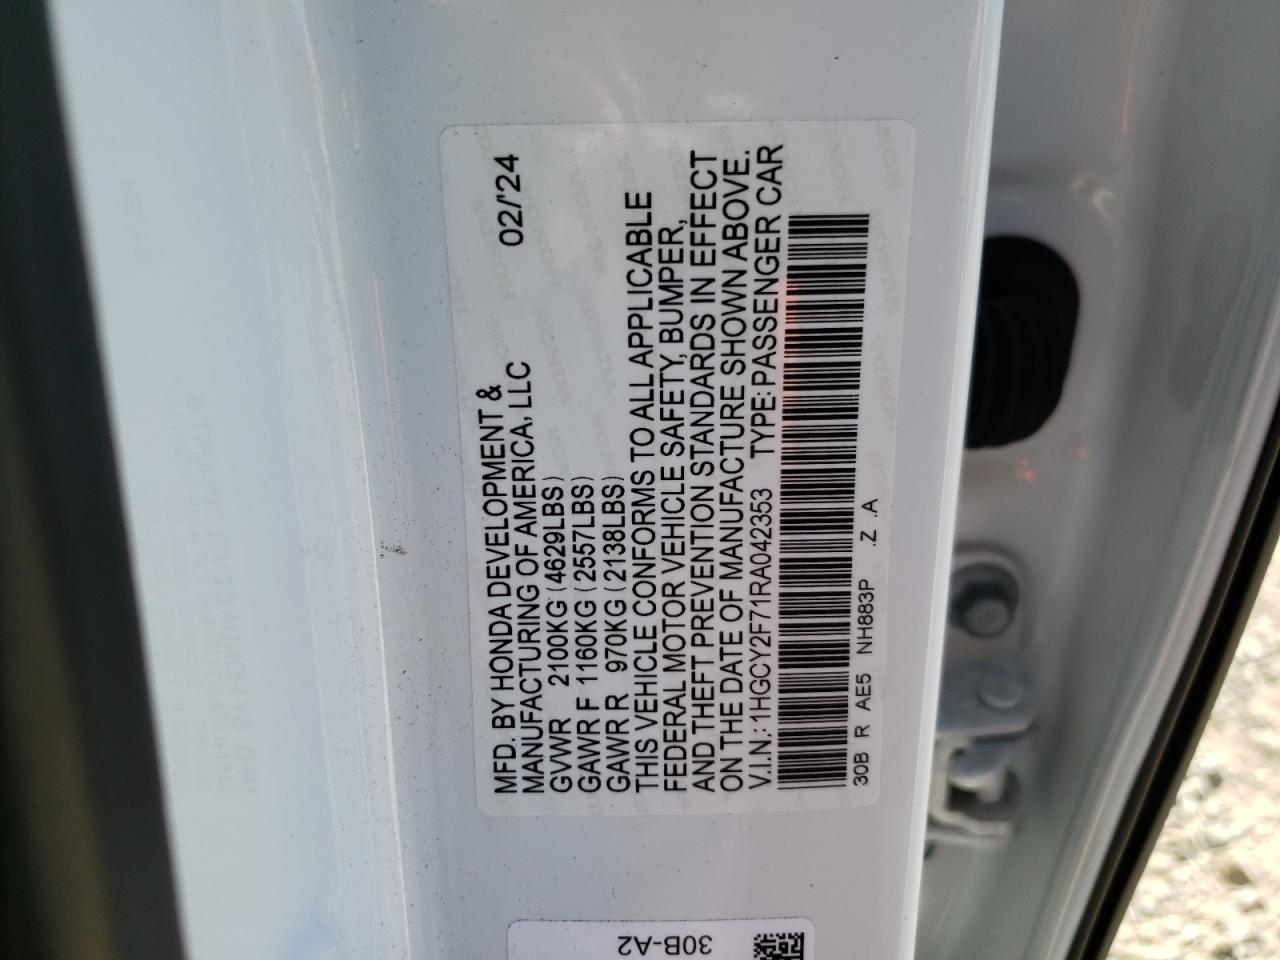 MFD. BY HONDA DEVELOPMENT & 02/'24
MANUFACTURING OF AMERICA, LLC
GVWR 2100KG (4629LBS)
GAWR F 1160KG (2557LBS)
GAWR R 970KG (2138LBS)
THIS VEHICLE CONFORMS TO ALL APPLICABLE
FEDERAL MOTOR VEHICLE SAFETY, BUMPER,
AND THEFT PREVENTION STANDARDS IN EFFECT
ON THE DATE OF MANUFACTURE SHOWN ABOVE.
V.I.N.: 1HGCY2F71RA042353 TYPE: PASSENGER CAR
30B R AE5 NH883P .Z .A
30B-A2